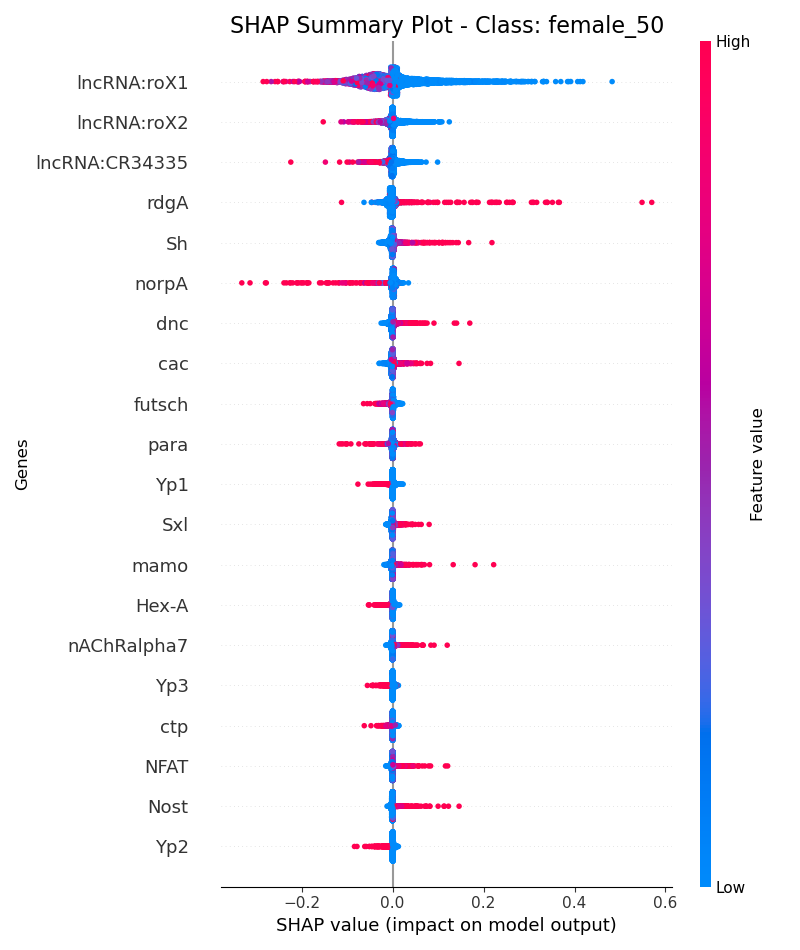 SHAP Summary Plot - Class: female_50
High
lncRNA:roX1
lncRNA:roX2
lncRNA:CR34335
rdgA
Sh
norpA
dnc
cac
futsch
para
Yp1
Sxl
mamo
Hex-A
nAChRalpha7
Yp3
ctp
NFAT
Nost
Yp2
Genes
Feature value
Low
−0.2 0.0 0.2 0.4 0.6
SHAP value (impact on model output)